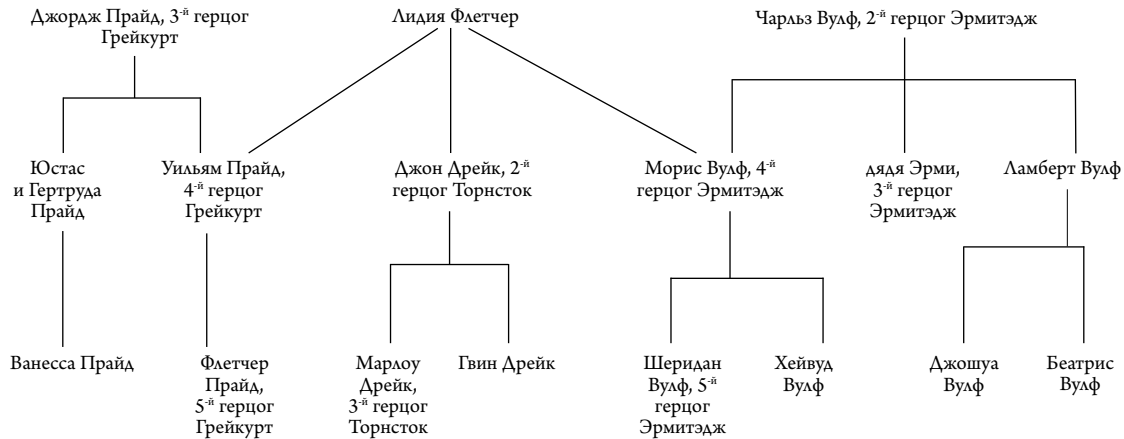 Джордж Прайд, 3-й герцог
Грейкурт
Лидия Флетчер
Чарльз Вулф, 2-й герцог Эрмитэдж
Юстас
и Гертруда
Прайд
Уильям Прайд,
4-й герцог
Грейкурт
Джон Дрейк, 2-й
герцог Торнсток
Морис Вулф, 4-й
герцог Эрмитэдж
дядя Эрми,
3-й герцог
Эрмитэдж
Ламберт Вулф
Ванесса Прайд
Флетчер
Прайд,
5-й герцог
Грейкурт
Марлоу
Дрейк,
3-й герцог
Торнсток
Гвин Дрейк
Шеридан
Вулф, 5-й
герцог
Эрмитэдж
Хейвуд
Вулф
Джошуа
Вулф
Беатрис
Вулф